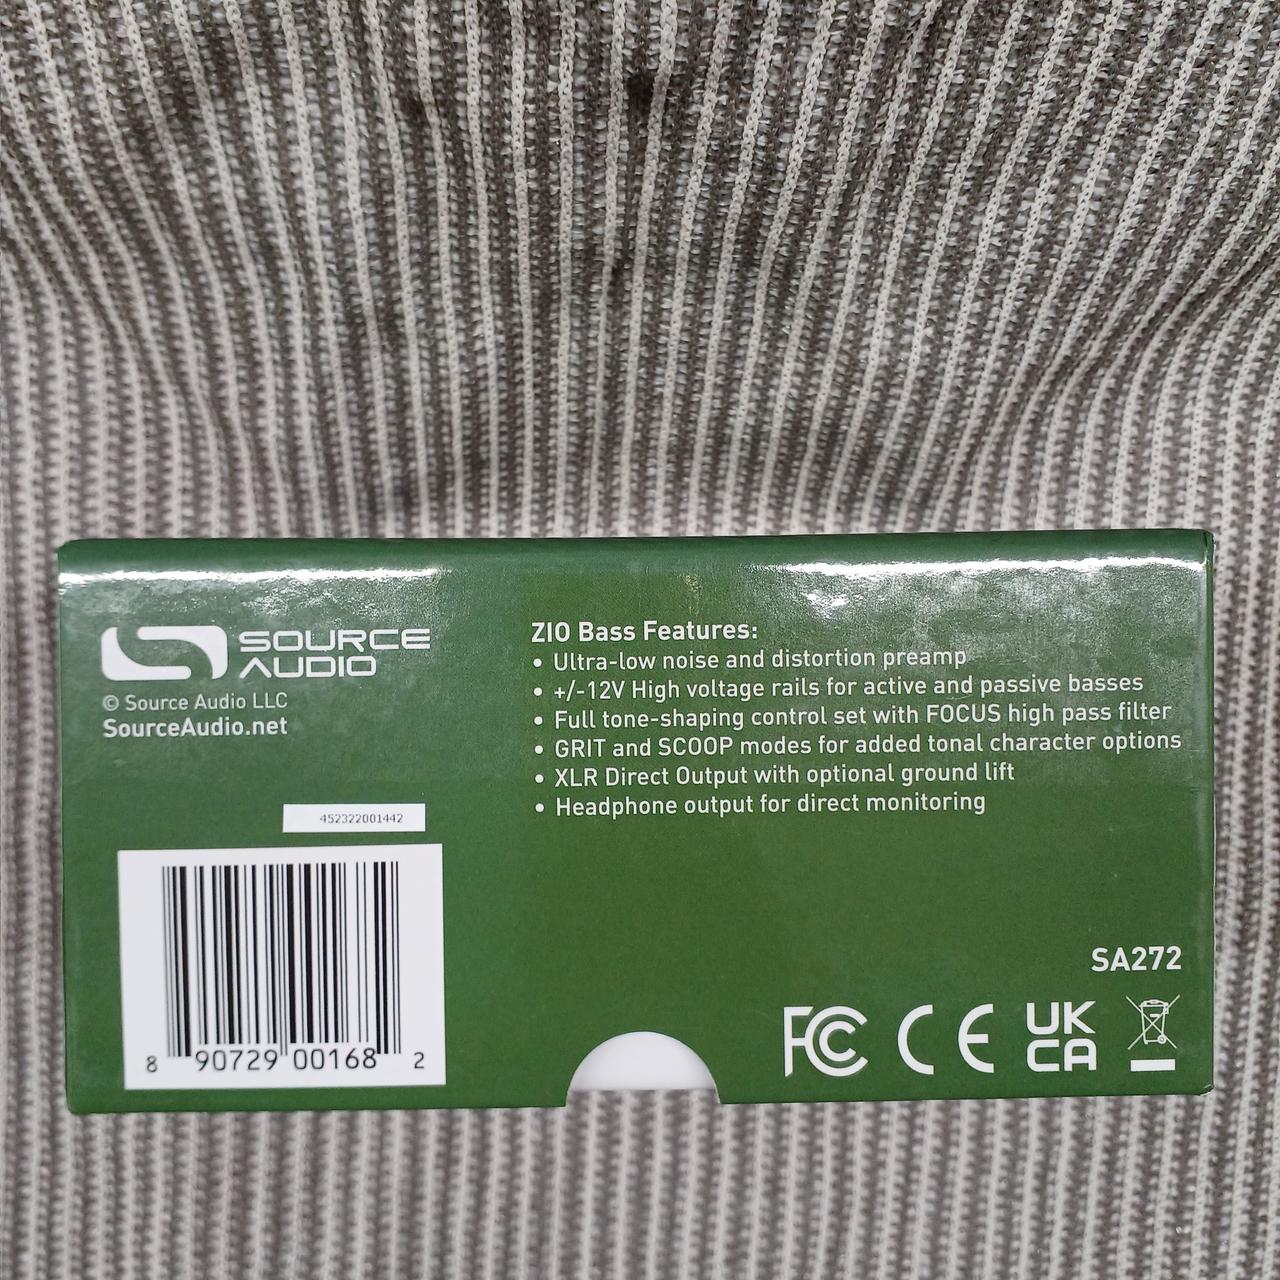 SOURCE
AUDIO
© Source Audio LLC
SourceAudio.net
452322001442
8 90729 00168 2
ZIO Bass Features:
• Ultra-low noise and distortion preamp
• +/-12V High voltage rails for active and passive basses
• Full tone-shaping control set with FOCUS high pass filter
• GRIT and SCOOP modes for added tonal character options
• XLR Direct Output with optional ground lift
• Headphone output for direct monitoring
SA272
FC CE UK
CA